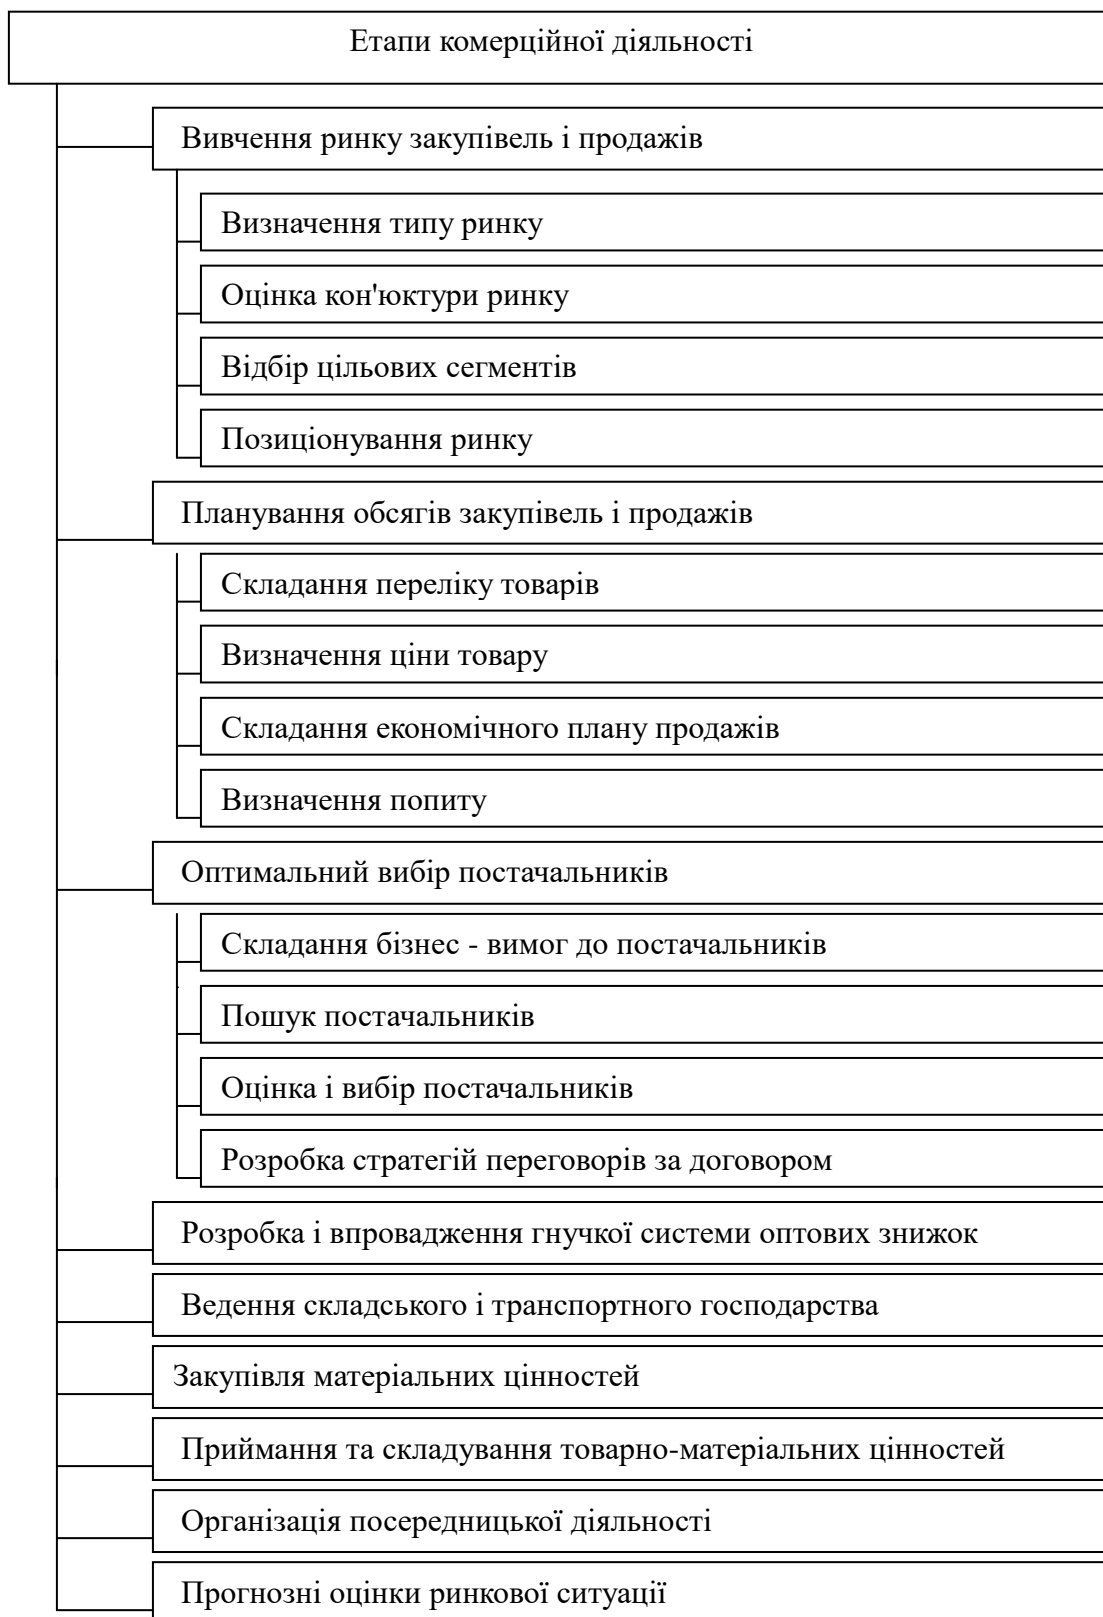 Етапи комерційної діяльності
Вивчення ринку закупівель і продажів
Визначення типу ринку
Оцінка кон'юктури ринку
Відбір цільових сегментів
Позиціонування ринку
Планування обсягів закупівель і продажів
Складання переліку товарів
Визначення ціни товару
Складання економічного плану продажів
Визначення попиту
Оптимальний вибір постачальників
Складання бізнес - вимог до постачальників
Пошук постачальників
Оцінка і вибір постачальників
Розробка стратегій переговорів за договором
Розробка і впровадження гнучкої системи оптових знижок
Ведення складського і транспортного господарства
Закупівля матеріальних цінностей
Приймання та складування товарно-матеріальних цінностей
Організація посередницької діяльності
Прогнозні оцінки ринкової ситуації